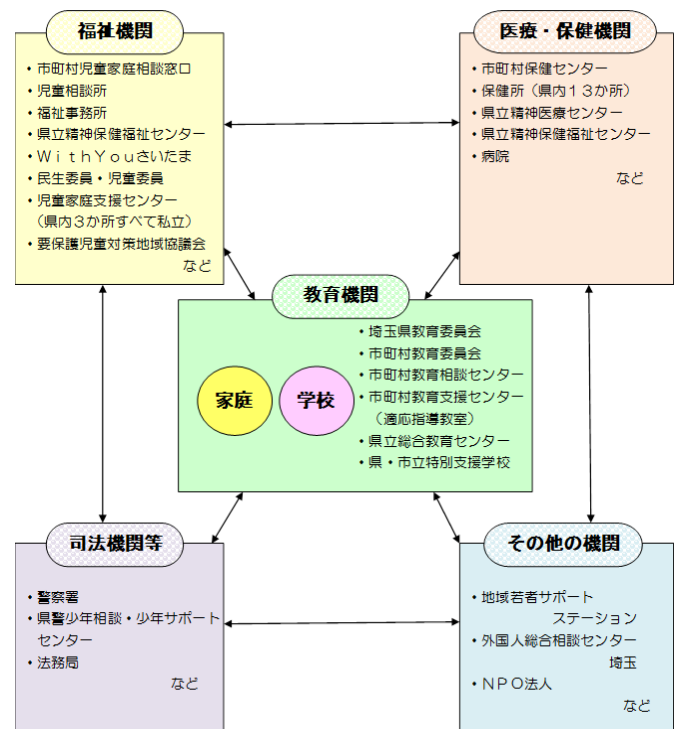 福祉機関
・市町村児童家庭相談窓口
・児童相談所
・福祉事務所
・県立精神保健福祉センター
・ＷｉｔｈＹｏｕさいたま
・民生委員・児童委員
・児童家庭支援センター
（県内３か所すべて私立）
・要保護児童対策地域協議会
など
医療・保健機関
・市町村保健センター
・保健所（県内１３か所）
・県立精神医療センター
・県立精神保健福祉センター
・病院
など
教育機関
家庭
学校
・埼玉県教育委員会
・市町村教育委員会
・市町村教育相談センター
・市町村教育支援センター
（適応指導教室）
・県立総合教育センター
・県・市立特別支援学校
司法機関等
・警察署
・県警少年相談・少年サポート
センター
・法務局
など
その他の機関
・地域若者サポート
ステーション
・外国人総合相談センター
埼玉
・ＮＰＯ法人
など